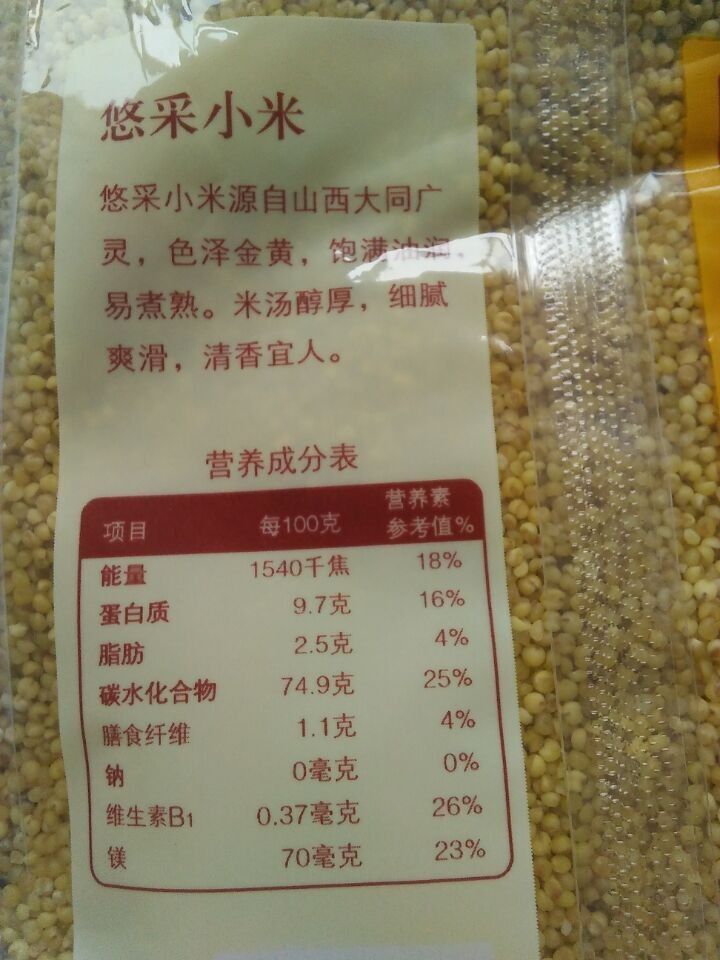 悠采小米
悠采小米源自山西大同广
灵，色泽金黄，饱满油润，
易煮熟。米汤醇厚，细腻
爽滑，清香宜人。
营养成分表
项目 每100克 营养素参考值%
能量 1540千焦 18%
蛋白质 9.7克 16%
脂肪 2.5克 4%
碳水化合物 74.9克 25%
膳食纤维 1.1克 4%
钠 0毫克 0%
维生素B1 0.37毫克 26%
镁 70毫克 23%